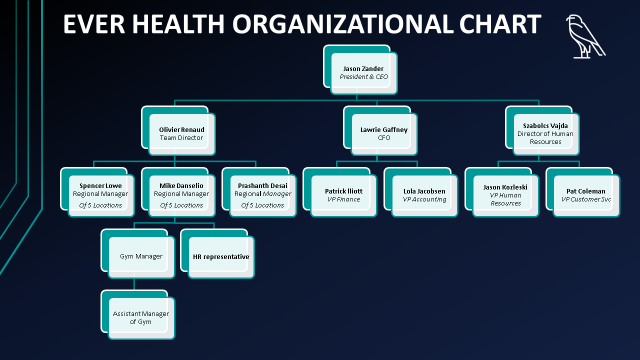 EVER HEALTH ORGANIZATIONAL CHART
Jason Zander
President & CEO
Olivier Renaud
Team Director
Lawrie Gaffney
CFO
Szabolcs Vajda
Director of Human
Resources
Spencer Lowe
Regional Manager
Of 5 Locations
Mike Danseglio
Regional Manager
Of 5 Locations
Prashanth Desai
Regional Manager
Of 5 Locations
Patrick Iliott
VP Finance
Lola Jacobsen
VP Accounting
Jason Kozleski
VP Human
Resources
Pat Coleman
VP Customer Svc
Gym Manager
HR representative
Assistant Manager
of Gym